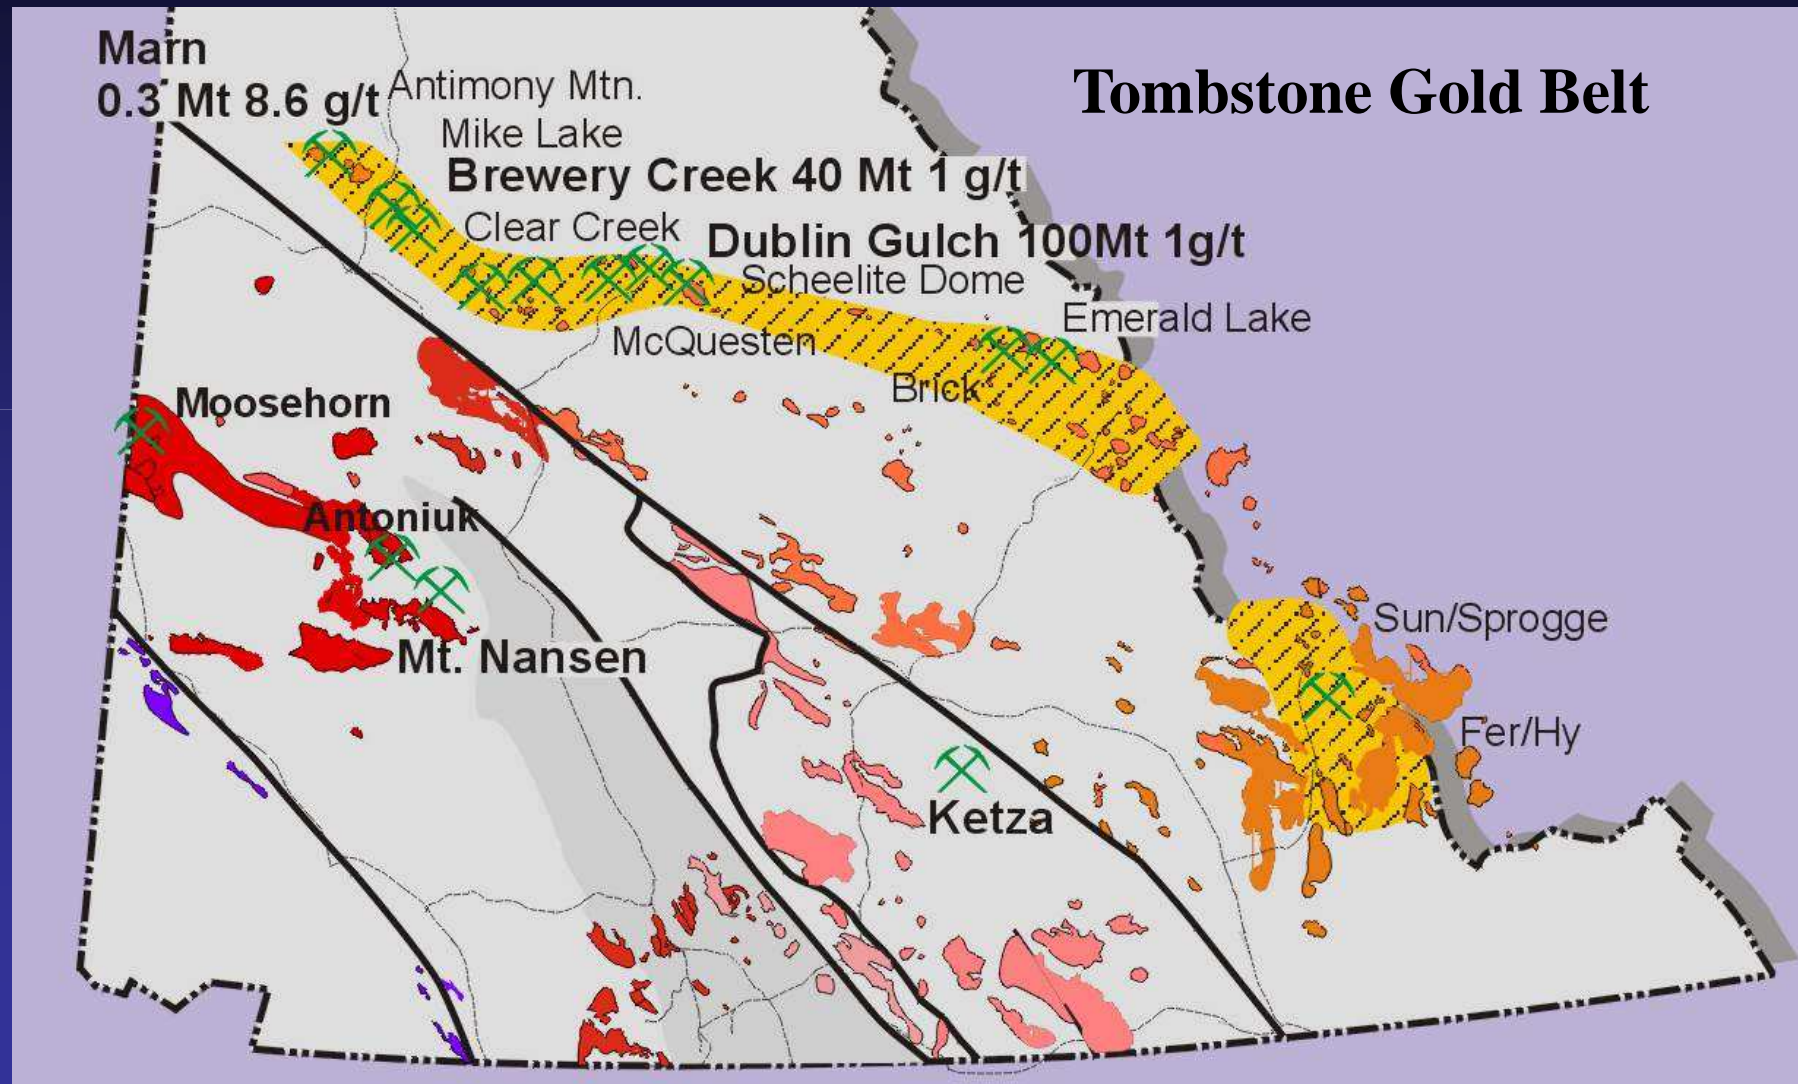 Marn
0.3 Mt 8.6 g/t
Tombstone Gold Belt
Antimony Mtn.
Mike Lake
Brewery Creek 40 Mt 1 g/t
Clear Creek
Dublin Gulch 100Mt 1g/t
Scheelite Dome
Emerald Lake
McQuesten
Brick
Moosehorn
Antoniuk
Mt. Nansen
Sun/Sprogge
Fer/Hy
Ketza